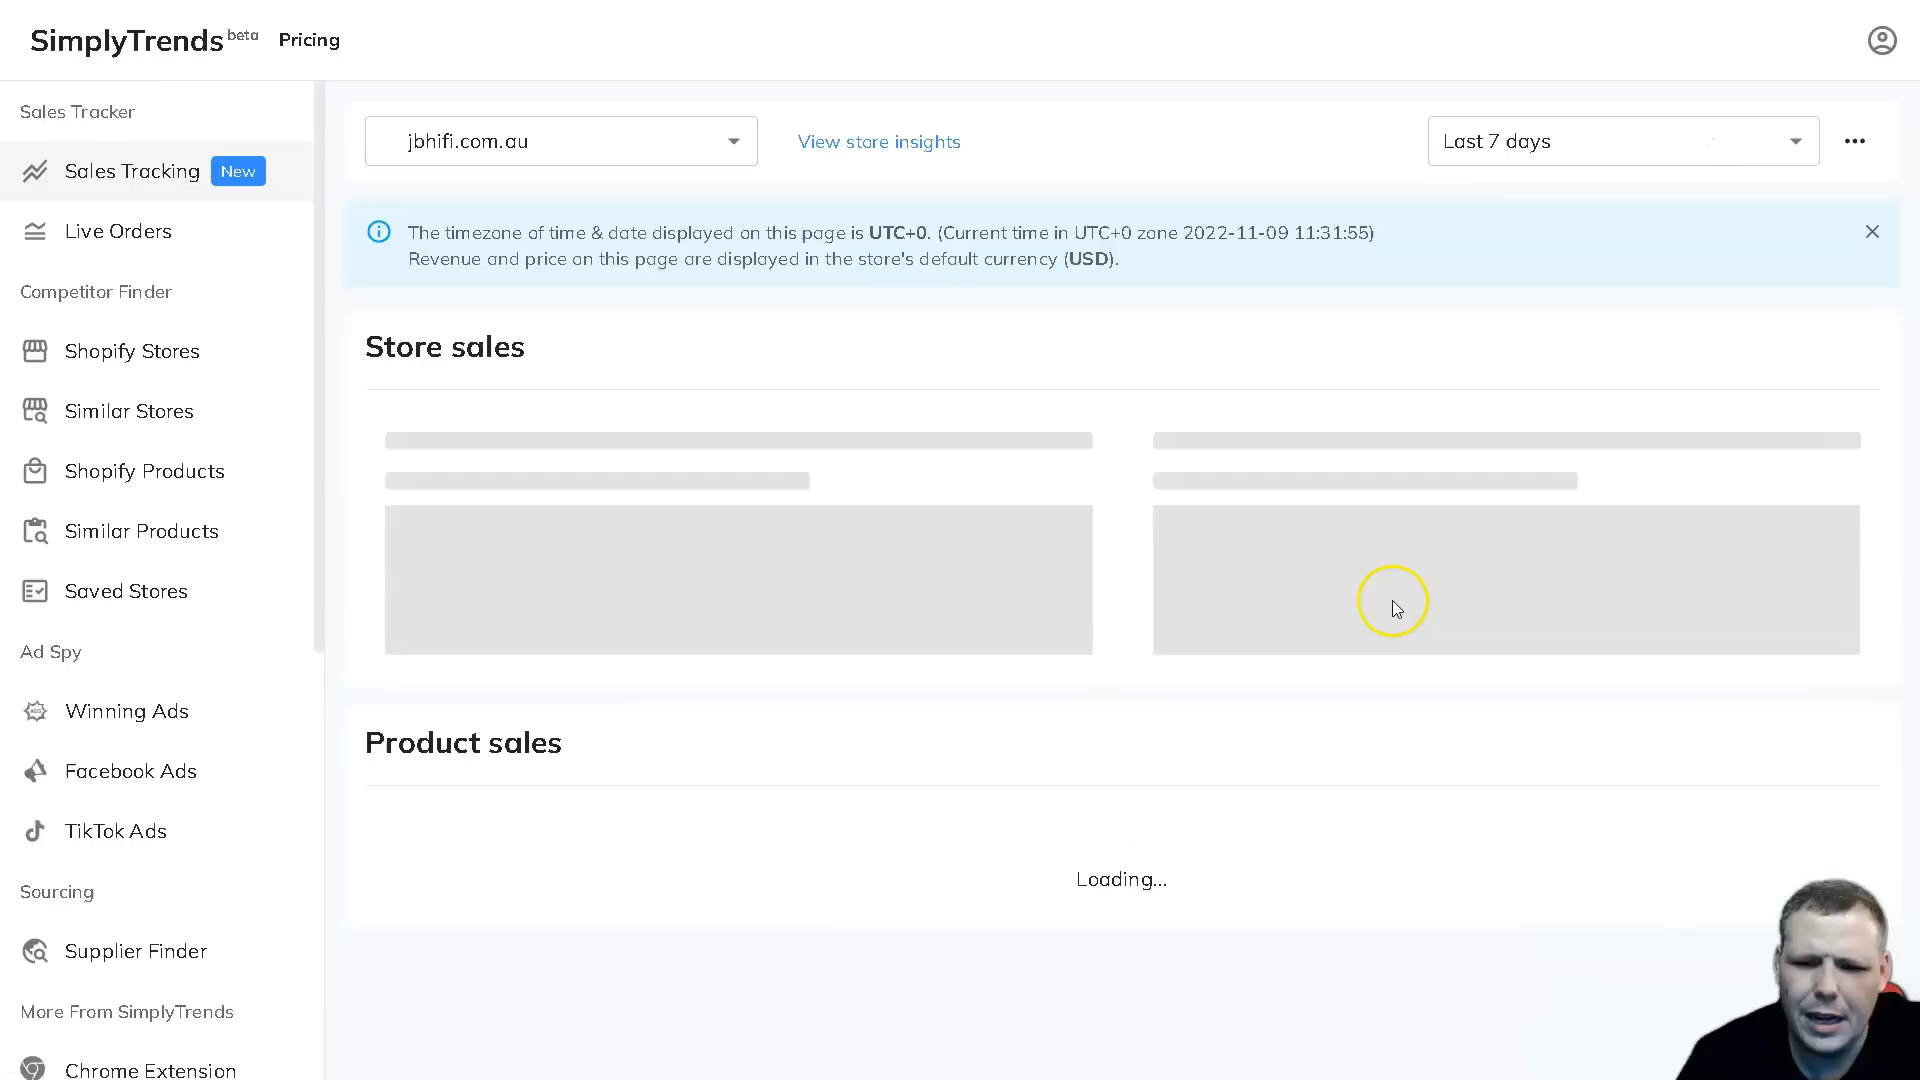 SimplyTrends beta Pricing
Sales Tracker
Sales Tracking New
Live Orders
Competitor Finder
Shopify Stores
Similar Stores
Shopify Products
Similar Products
Saved Stores
Ad Spy
Winning Ads
Facebook Ads
TikTok Ads
Sourcing
Supplier Finder
More From SimplyTrends
Chrome Extension
jbhifi.com.au View store insights Last 7 days
The timezone of time & date displayed on this page is UTC+0. (Current time in UTC+0 zone 2022-11-09 11:31:55)
Revenue and price on this page are displayed in the store's default currency (USD).
Store sales
Product sales
Loading...